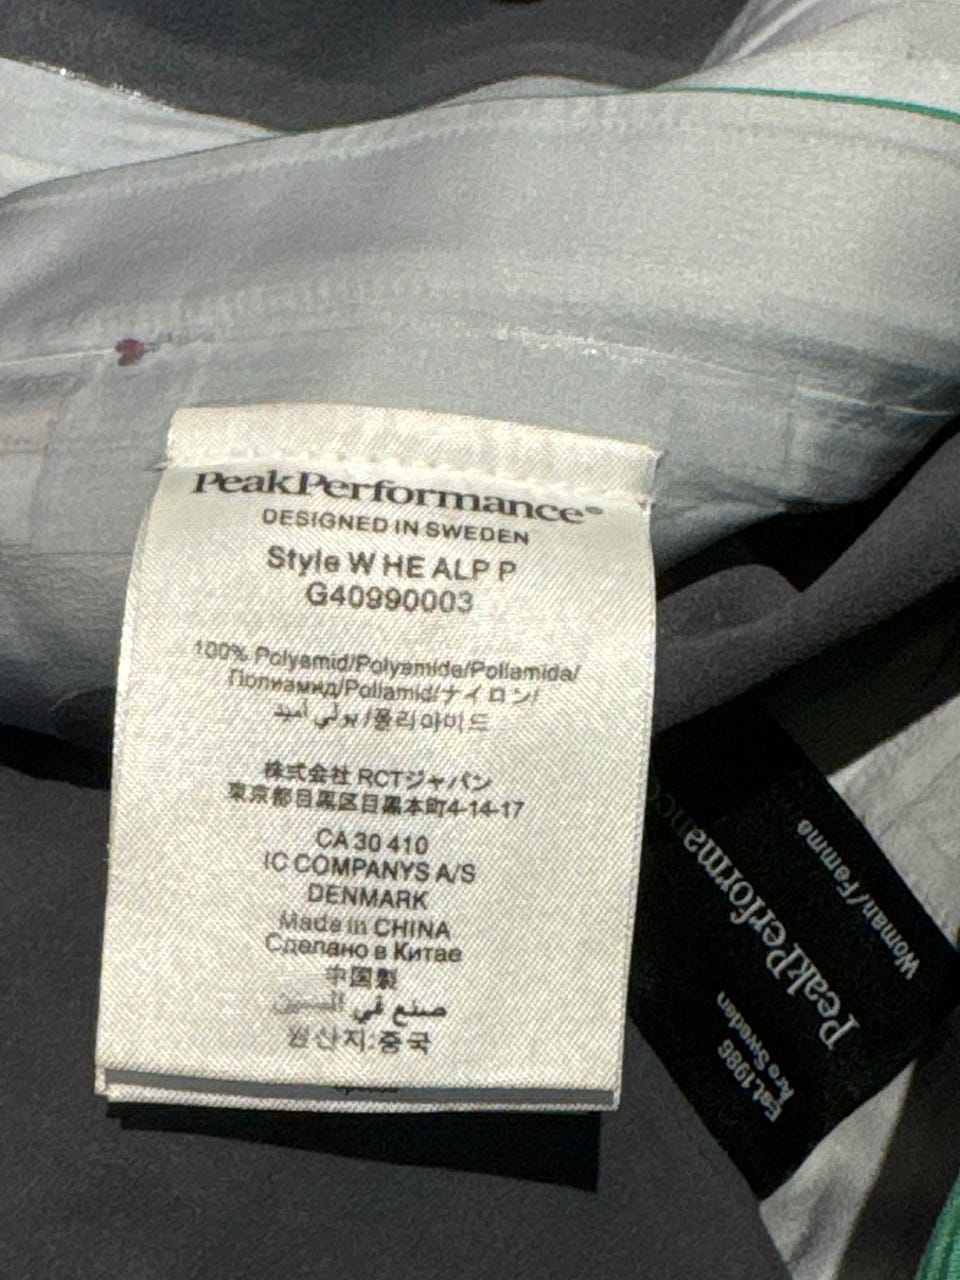 PeakPerformance®
DESIGNED IN SWEDEN
Style W HE ALP P
G40990003
100% Polyamid/Polyamide/Poliamida/
Полиамид/Poliamid/ナイロン/
بولي أميد/폴리아미드
株式会社 RCTジャパン
東京都目黒区目黒本町4-14-17
CA 30 410
IC COMPANYS A/S
DENMARK
Made in CHINA
Сделано в Китае
中国製
صنع في الصين
원산지:중국
PeakPerformance
Woman/Femme
PeakPerformance
Est.1986
Åre Sweden